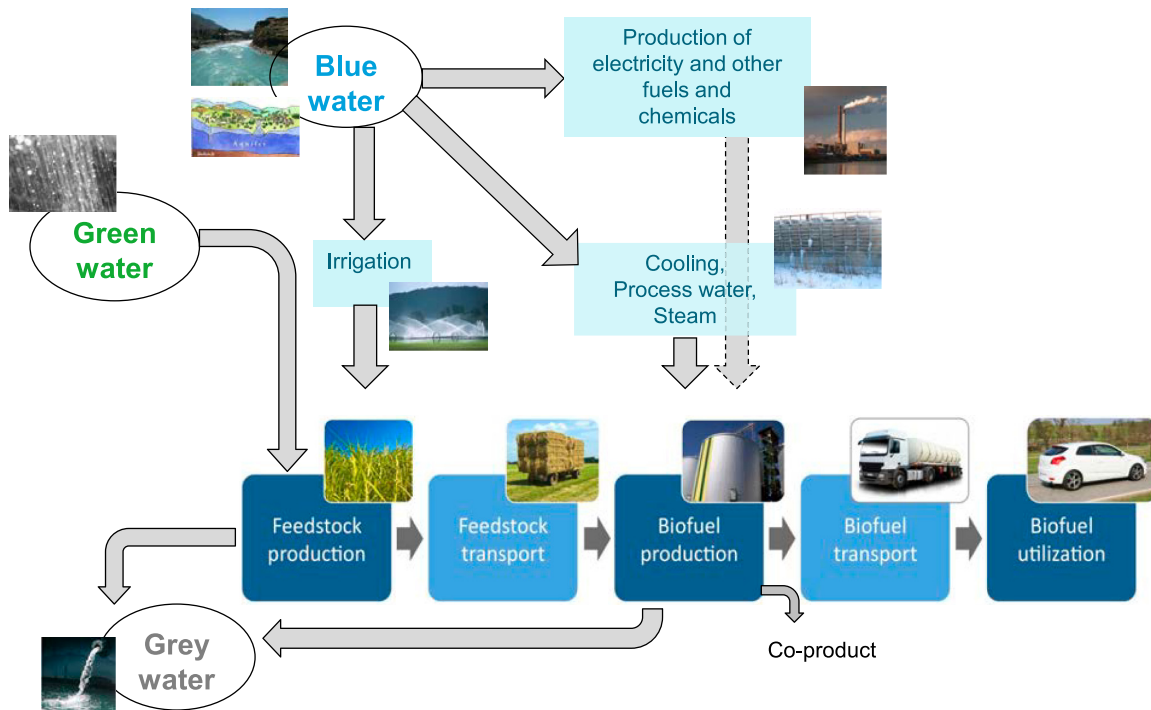 Blue
water
Production of
electricity and other
fuels and
chemicals
Aquifer
Green
water
Irrigation
Cooling,
Process water,
Steam
Feedstock
production
Feedstock
transport
Biofuel
production
Biofuel
transport
Biofuel
utilization
Grey
water
Co-product